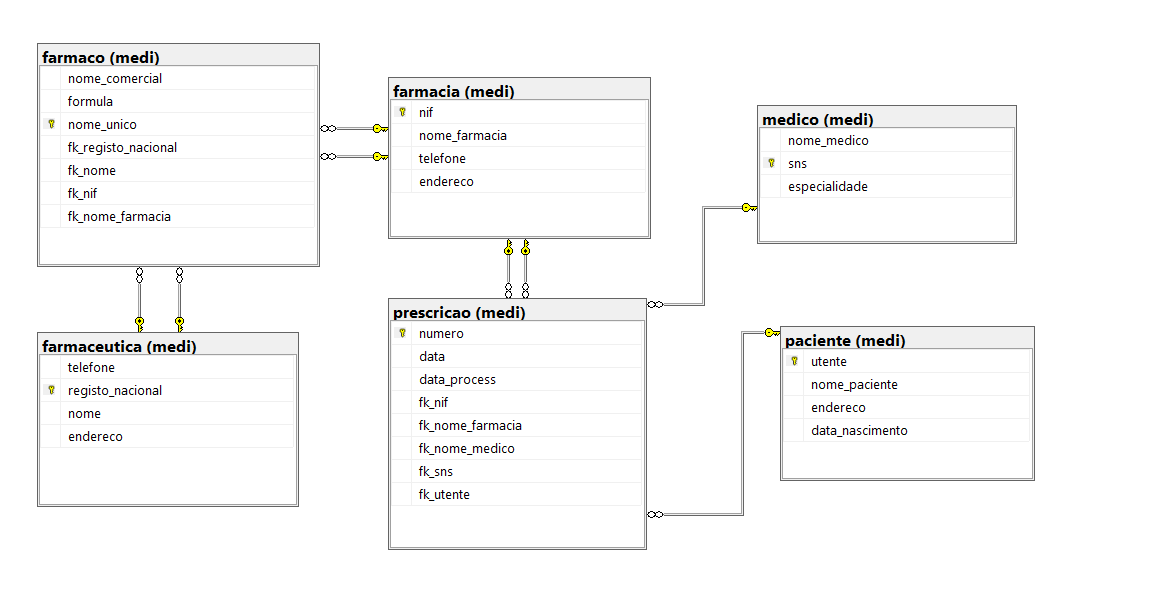 farmaco (medi)
nome_comercial
formula
nome_unico
fk_registo_nacional
fk_nome
fk_nif
fk_nome_farmacia
farmacia (medi)
nif
nome_farmacia
telefone
endereco
medico (medi)
nome_medico
sns
especialidade
farmaceutica (medi)
telefone
registo_nacional
nome
endereco
prescricao (medi)
numero
data
data_process
fk_nif
fk_nome_farmacia
fk_nome_medico
fk_sns
fk_utente
paciente (medi)
utente
nome_paciente
endereco
data_nascimento